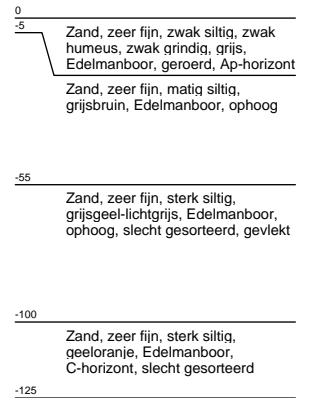 0
-5
Zand, zeer fijn, zwak siltig, zwak
humeus, zwak grindig, grijs,
Edelmanboor, geroerd, Ap-horizont
Zand, zeer fijn, matig siltig,
grijsbruin, Edelmanboor, ophoog
-55
Zand, zeer fijn, sterk siltig,
grijsgeel-lichtgrijs, Edelmanboor,
ophoog, slecht gesorteerd, gevlekt
-100
Zand, zeer fijn, sterk siltig,
geeloranje, Edelmanboor,
C-horizont, slecht gesorteerd
-125